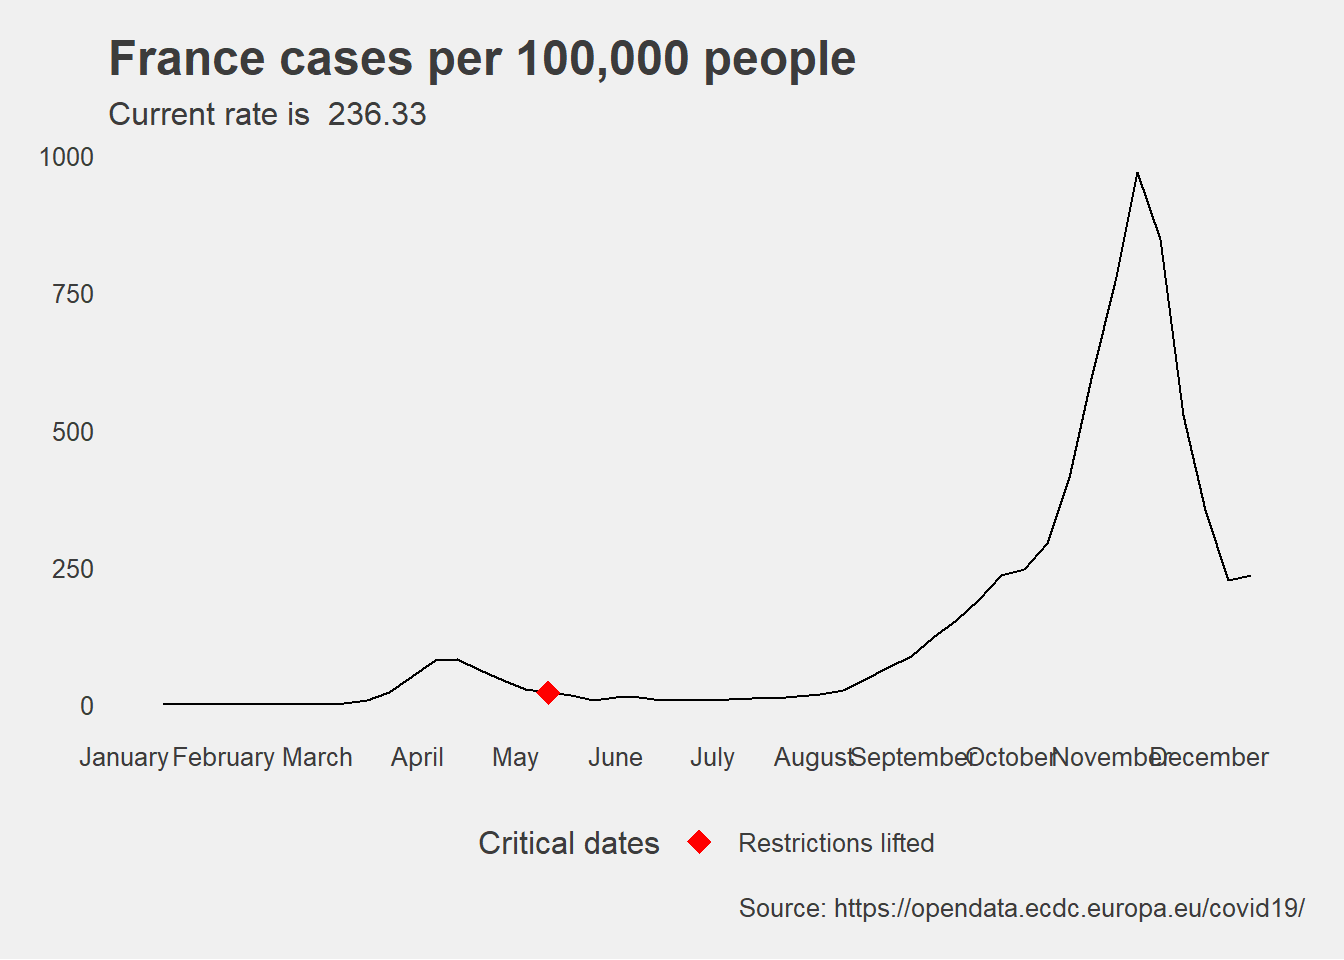 France cases per 100,000 people
Current rate is  236.33
1000
750
500
250
0
January February March April May June July August September October November December
Critical dates Restrictions lifted
Source: https://opendata.ecdc.europa.eu/covid19/